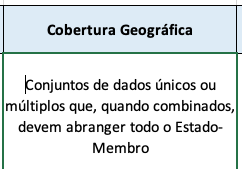 Cobertura Geográfica
Conjuntos de dados únicos ou
múltiplos que, quando combinados,
devem abranger todo o Estado-
Membro